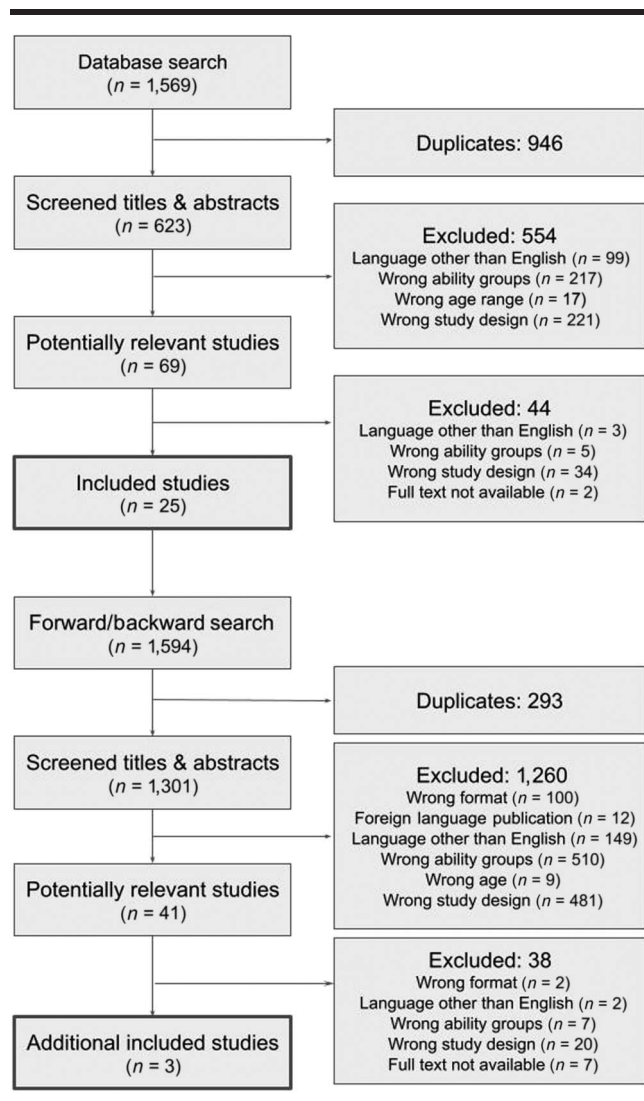 Database search
(n = 1,569)
Duplicates: 946
Screened titles & abstracts
(n = 623)
Excluded: 554
Language other than English (n = 99)
Wrong ability groups (n = 217)
Wrong age range (n = 17)
Wrong study design (n = 221)
Potentially relevant studies
(n = 69)
Excluded: 44
Language other than English (n = 3)
Wrong ability groups (n = 5)
Wrong study design (n = 34)
Full text not available (n = 2)
Included studies
(n = 25)
Forward/backward search
(n = 1,594)
Duplicates: 293
Screened titles & abstracts
(n = 1,301)
Excluded: 1,260
Wrong format (n = 100)
Foreign language publication (n = 12)
Language other than English (n = 149)
Wrong ability groups (n = 510)
Wrong age (n = 9)
Wrong study design (n = 481)
Potentially relevant studies
(n = 41)
Excluded: 38
Wrong format (n = 2)
Language other than English (n = 2)
Wrong ability groups (n = 7)
Wrong study design (n = 20)
Full text not available (n = 7)
Additional included studies
(n = 3)